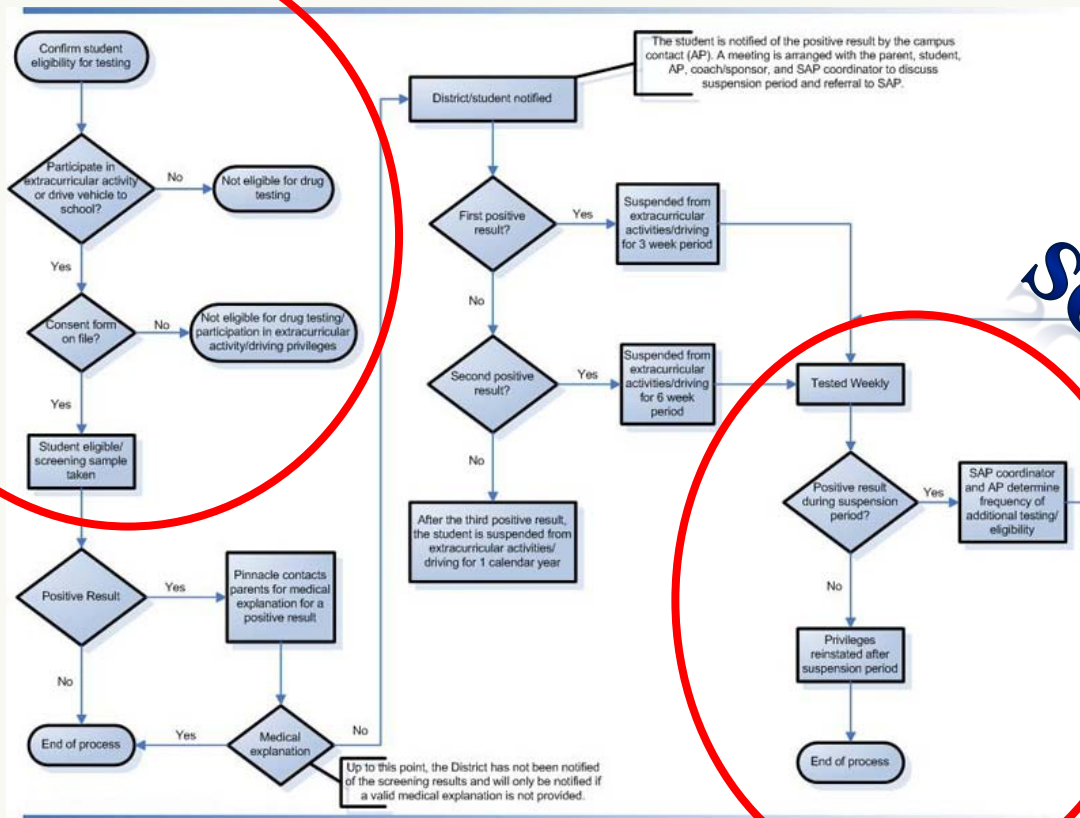 Confirm student
eligibility for testing
Participate in
extracurricular activity
or drive vehicle to
school?
No
Not eligible for drug
testing
Yes
Consent form
on file?
No
Not eligible for drug testing/
participation in extracurricular
activity/driving privileges
Yes
Student eligible/
screening sample
taken
Positive Result
Yes
Pinnacle contacts
parents for medical
explanation for a
positive result
No
End of process
Yes
Medical
explanation
No
Up to this point, the District has not been notified
of the screening results and will only be notified if
a valid medical explanation is not provided.
The student is notified of the positive result by the campus
contact (AP). A meeting is arranged with the parent, student,
AP, coach/sponsor, and SAP coordinator to discuss
suspension period and referral to SAP.
District/student notified
First positive
result?
Yes
Suspended from
extracurricular
activities/driving
for 3 week period
No
Second positive
result?
Yes
Suspended from
extracurricular
activities/driving
for 6 week
period
No
After the third positive result,
the student is suspended from
extracurricular activities/
driving for 1 calendar year
Tested Weekly
Positive result
during suspension
period?
Yes
SAP coordinator
and AP determine
frequency of
additional testing/
eligibility
No
Privileges
reinstated after
suspension period
End of process